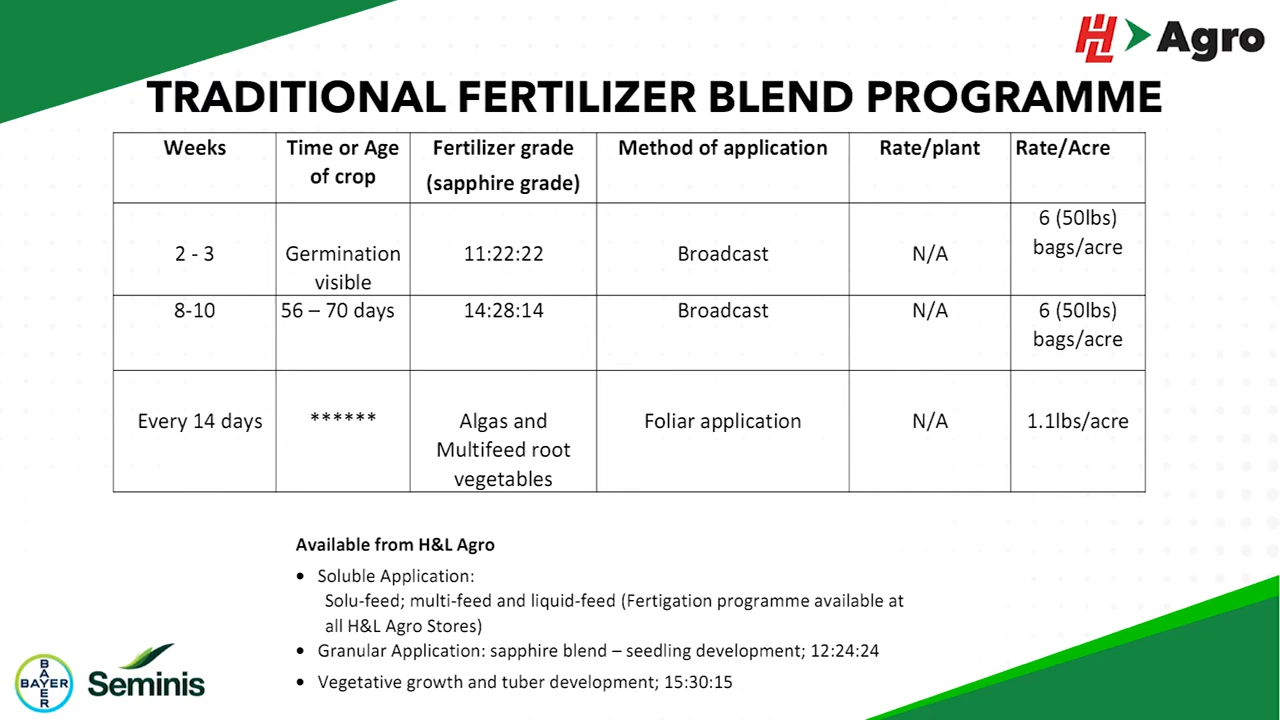 HL Agro
TRADITIONAL FERTILIZER BLEND PROGRAMME
Weeks
Time or Age
of crop
Fertilizer grade
(sapphire grade)
Method of application
Rate/plant
Rate/Acre
2 - 3
Germination
visible
11:22:22
Broadcast
N/A
6 (50lbs)
bags/acre
8-10
56 – 70 days
14:28:14
Broadcast
N/A
6 (50lbs)
bags/acre
Every 14 days
******
Algas and
Multifeed root
vegetables
Foliar application
N/A
1.1lbs/acre
Available from H&L Agro
• Soluble Application:
Solu-feed; multi-feed and liquid-feed (Fertigation programme available at
all H&L Agro Stores)
• Granular Application: sapphire blend – seedling development; 12:24:24
• Vegetative growth and tuber development; 15:30:15
BAYER
BAYER
Seminis